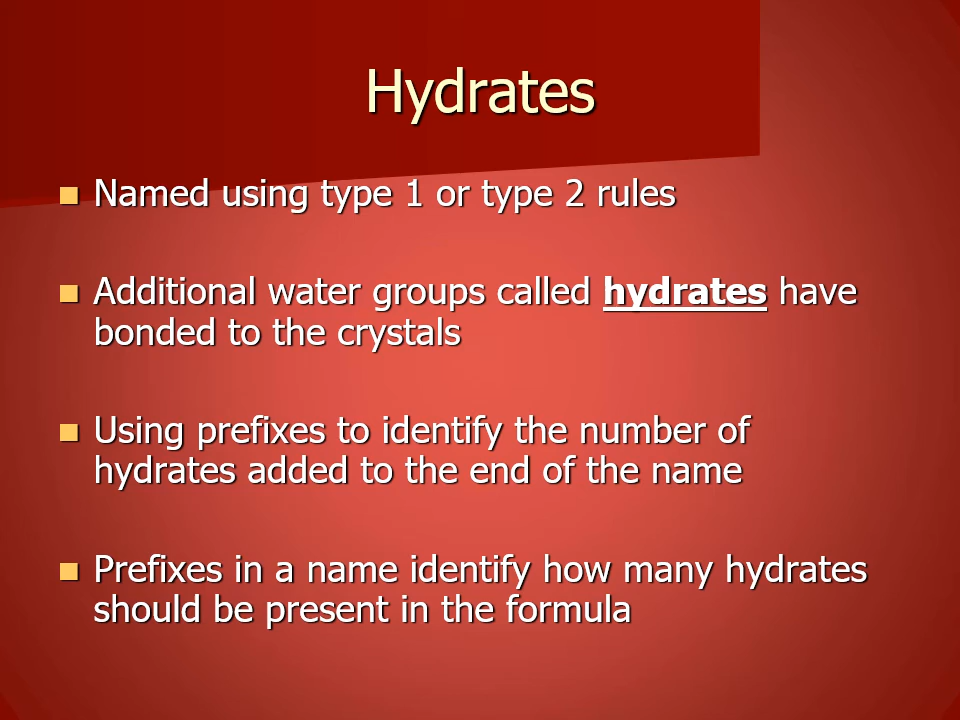 Hydrates
Named using type 1 or type 2 rules
Additional water groups called hydrates have
bonded to the crystals
Using prefixes to identify the number of
hydrates added to the end of the name
Prefixes in a name identify how many hydrates
should be present in the formula